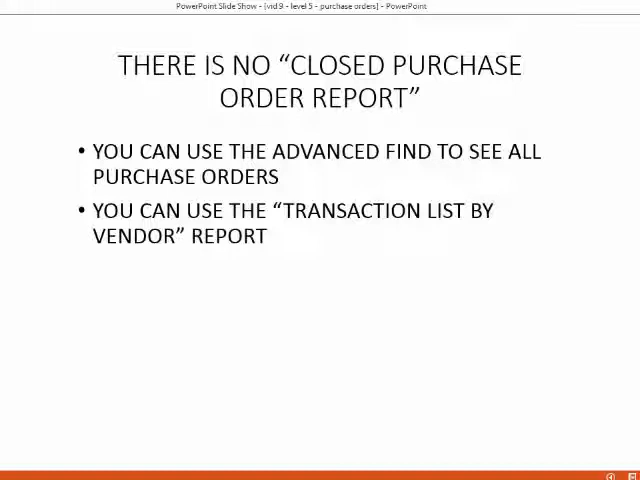 PowerPoint Slide Show - [vid 9 - level 5 - purchase orders] - PowerPoint
THERE IS NO “CLOSED PURCHASE
ORDER REPORT”
• YOU CAN USE THE ADVANCED FIND TO SEE ALL
PURCHASE ORDERS
• YOU CAN USE THE “TRANSACTION LIST BY
VENDOR” REPORT